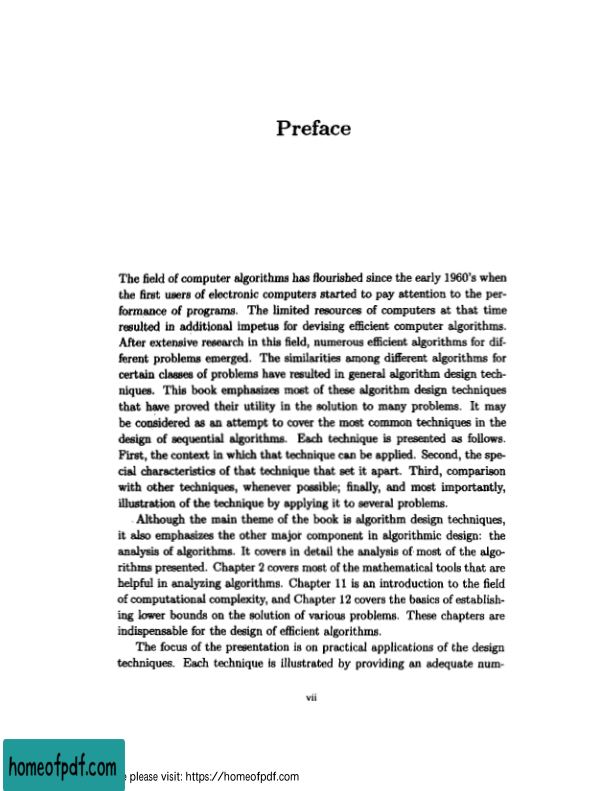 Preface
The field of computer algorithms has flourished since the early 1960's when
the first users of electronic computers started to pay attention to the per-
formance of programs. The limited resources of computers at that time
resulted in additional impetus for devising efficient computer algorithms.
After extensive research in this field, numerous efficient algorithms for dif-
ferent problems emerged. The similarities among different algorithms for
certain classes of problems have resulted in general algorithm design tech-
niques. This book emphasizes most of these algorithm design techniques
that have proved their utility in the solution to many problems. It may
be considered as an attempt to cover the most common techniques in the
design of sequential algorithms. Each technique is presented as follows.
First, the context in which that technique can be applied. Second, the spe-
cial characteristics of that technique that set it apart. Third, comparison
with other techniques, whenever possible; finally, and most importantly,
illustration of the technique by applying it to several problems.
Although the main theme of the book is algorithm design techniques,
it also emphasizes the other major component in algorithmic design: the
analysis of algorithms. It covers in detail the analysis of most of the algo-
rithms presented. Chapter 2 covers most of the mathematical tools that are
helpful in analyzing algorithms. Chapter 11 is an introduction to the field
of computational complexity, and Chapter 12 covers the basics of establish-
ing lower bounds on the solution of various problems. These chapters are
indispensable for the design of efficient algorithms.
The focus of the presentation is on practical applications of the design
techniques. Each technique is illustrated by providing an adequate num-
vii
homeofpdf.com
please visit: https://homeofpdf.com